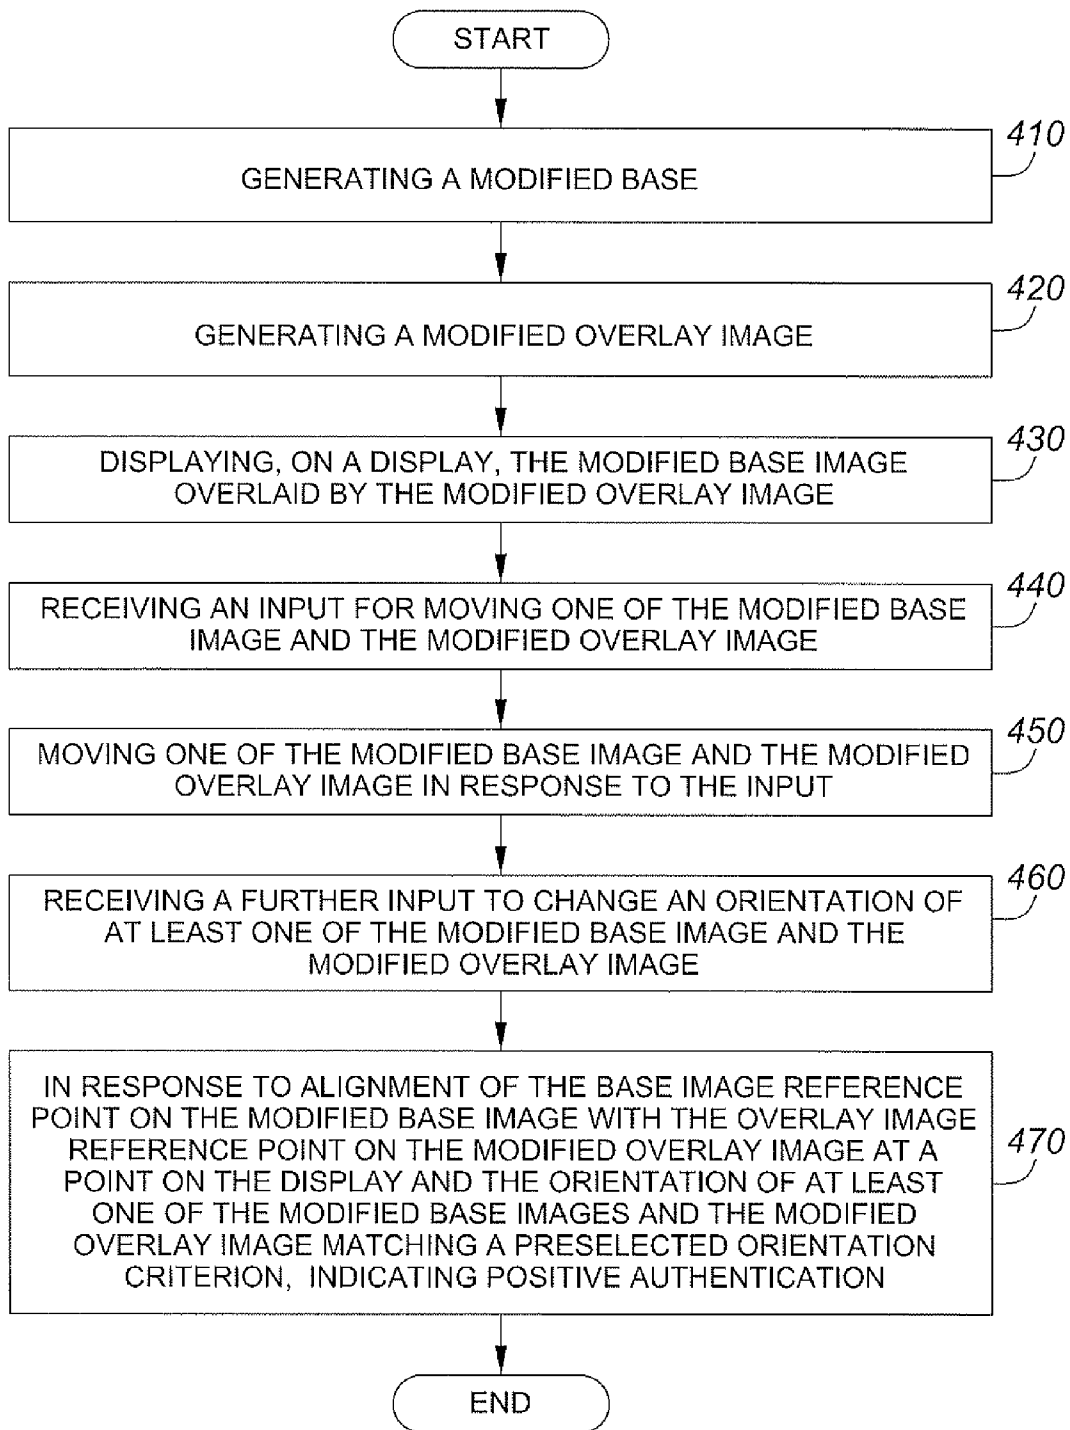 START
410
GENERATING A MODIFIED BASE
420
GENERATING A MODIFIED OVERLAY IMAGE
430
DISPLAYING, ON A DISPLAY, THE MODIFIED BASE IMAGE
OVERLAID BY THE MODIFIED OVERLAY IMAGE
440
RECEIVING AN INPUT FOR MOVING ONE OF THE MODIFIED BASE
IMAGE AND THE MODIFIED OVERLAY IMAGE
450
MOVING ONE OF THE MODIFIED BASE IMAGE AND THE MODIFIED
OVERLAY IMAGE IN RESPONSE TO THE INPUT
460
RECEIVING A FURTHER INPUT TO CHANGE AN ORIENTATION OF
AT LEAST ONE OF THE MODIFIED BASE IMAGE AND THE
MODIFIED OVERLAY IMAGE
470
IN RESPONSE TO ALIGNMENT OF THE BASE IMAGE REFERENCE
POINT ON THE MODIFIED BASE IMAGE WITH THE OVERLAY IMAGE
REFERENCE POINT ON THE MODIFIED OVERLAY IMAGE AT A
POINT ON THE DISPLAY AND THE ORIENTATION OF AT LEAST
ONE OF THE MODIFIED BASE IMAGES AND THE MODIFIED
OVERLAY IMAGE MATCHING A PRESELECTED ORIENTATION
CRITERION, INDICATING POSITIVE AUTHENTICATION
END